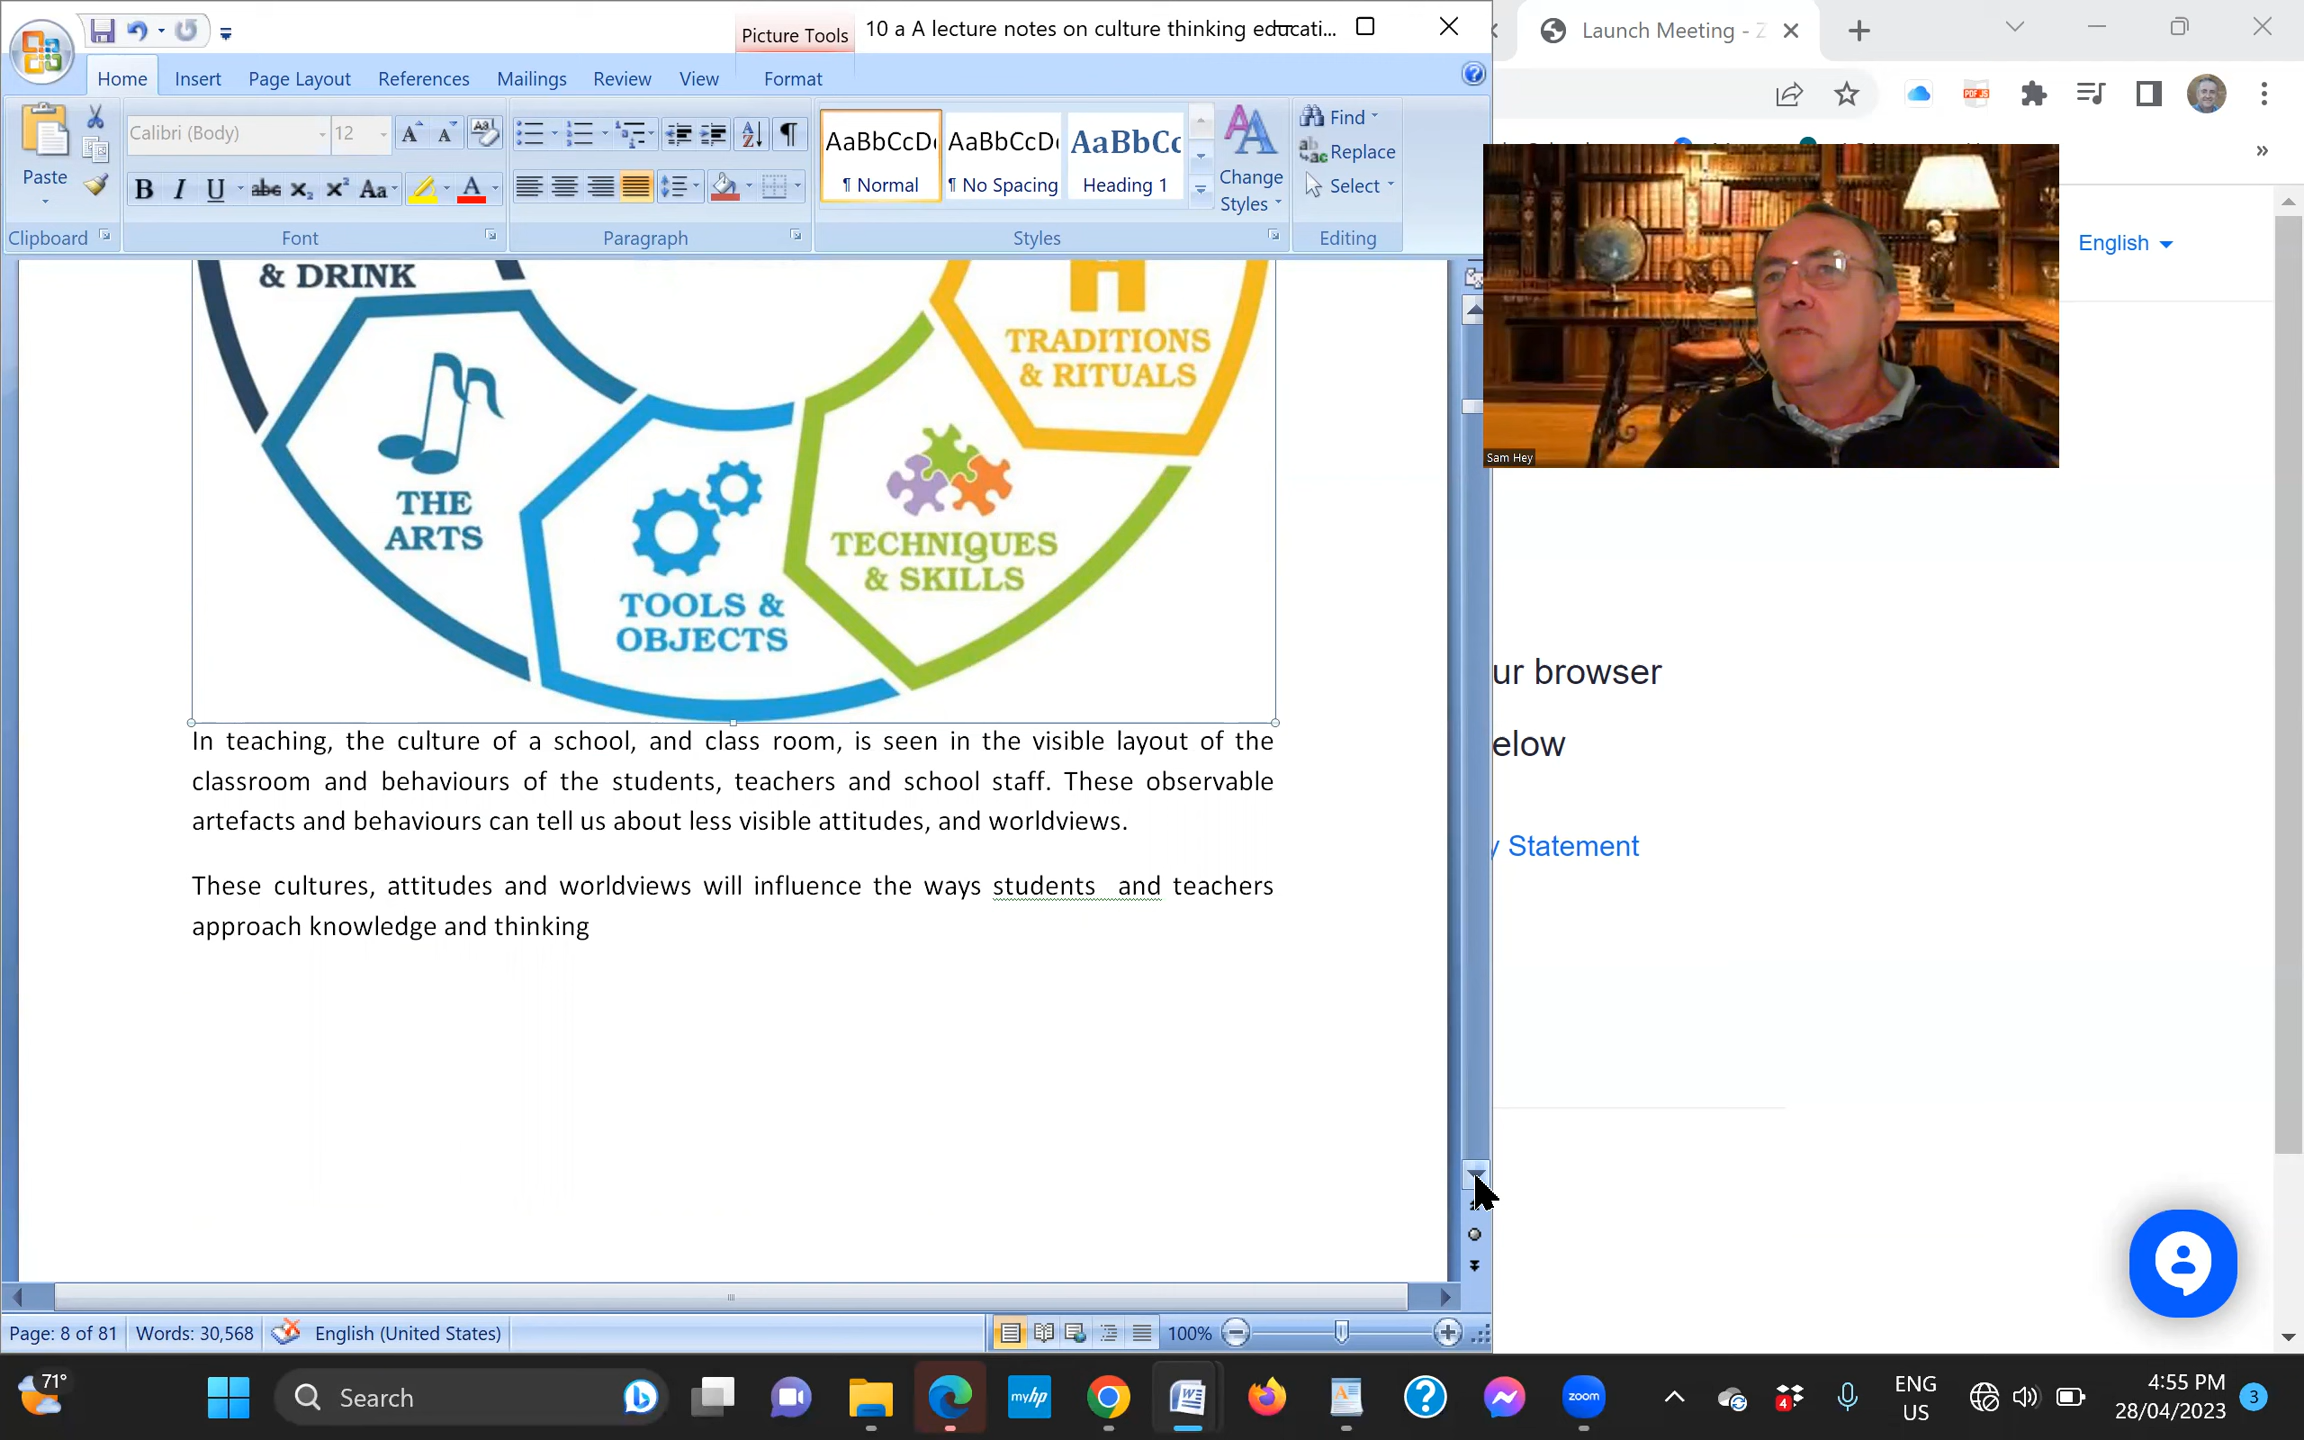 Picture Tools
10 a A lecture notes on culture thinking educati...
Launch Meeting - Z
Home
Insert
Page Layout
References
Mailings
Review
View
Format
Paste
Calibri (Body)
12
AaBbCcDd
AaBbCcDd
AaBbCc
¶ Normal
¶ No Spacing
Heading 1
Change
Styles
Find
Replace
Select
Clipboard
Font
Paragraph
Styles
Editing
English
Sam Hey
& DRINK
TRADITIONS
& RITUALS
THE
ARTS
TECHNIQUES
& SKILLS
TOOLS &
OBJECTS
In teaching, the culture of a school, and class room, is seen in the visible layout of the
classroom and behaviours of the students, teachers and school staff. These observable
artefacts and behaviours can tell us about less visible attitudes, and worldviews.
These cultures, attitudes and worldviews will influence the ways students and teachers
approach knowledge and thinking
ur browser
elow
y Statement
Page: 8 of 81
Words: 30,568
English (United States)
100%
71°
Search
myhp
zoom
4
ENG
US
4:55 PM
28/04/2023
3